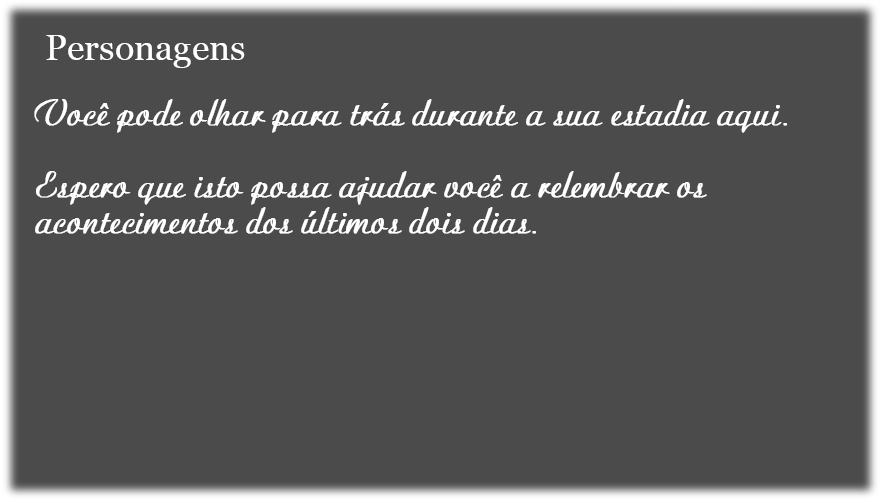 Personagens
Você pode olhar para trás durante a sua estadia aqui.
Espero que isto possa ajudar você a relembrar os
acontecimentos dos últimos dois dias.